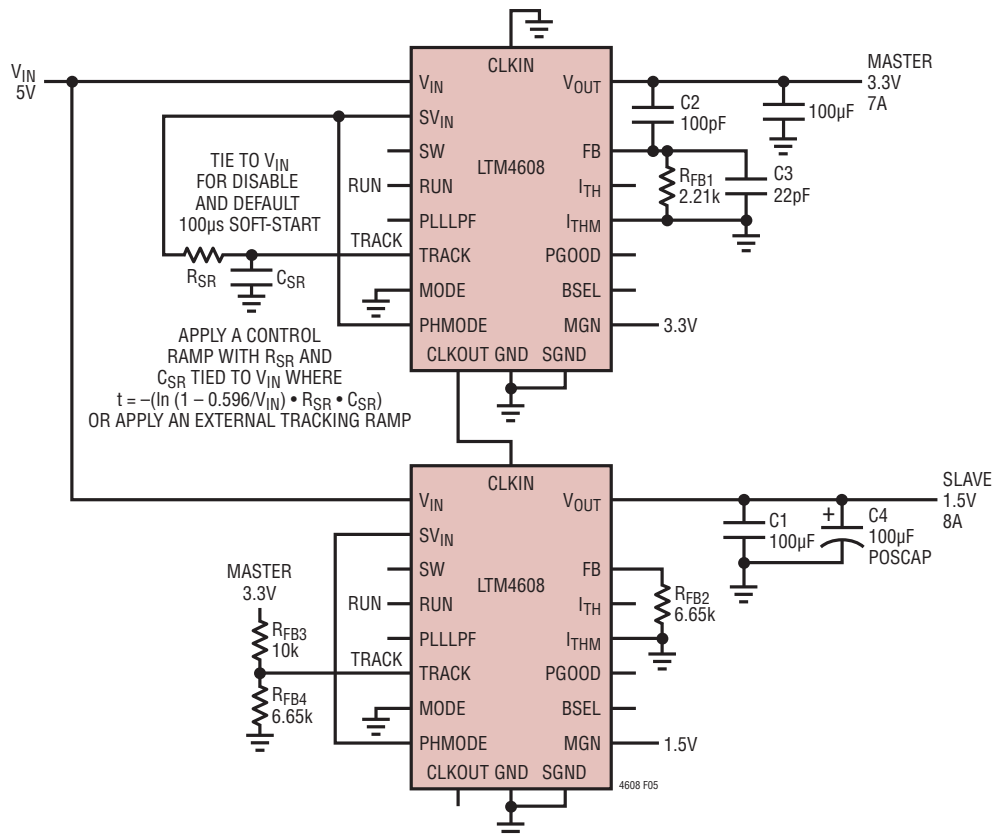 CLKIN
V_IN
5V
V_IN
SV_IN
SW
RUN
RUN
PLLLPF
TRACK
TRACK
MODE
PHMODE
LTM4608
V_OUT
FB
I_TH
I_THM
PGOOD
BSEL
MGN
3.3V
CLKOUT GND SGND
MASTER
3.3V
7A
C2
100pF
100µF
R_FB1
2.21k
C3
22pF
TIE TO V_IN
FOR DISABLE
AND DEFAULT
100µs SOFT-START
R_SR
C_SR
APPLY A CONTROL
RAMP WITH R_SR AND
C_SR TIED TO V_IN WHERE
t = –(ln (1 – 0.596/V_IN) • R_SR • C_SR)
OR APPLY AN EXTERNAL TRACKING RAMP
CLKIN
V_IN
SV_IN
SW
RUN
RUN
PLLLPF
TRACK
TRACK
MODE
PHMODE
LTM4608
V_OUT
FB
I_TH
I_THM
PGOOD
BSEL
MGN
1.5V
CLKOUT GND SGND
SLAVE
1.5V
8A
C1
100µF
+
C4
100µF
POSCAP
R_FB2
6.65k
MASTER
3.3V
R_FB3
10k
R_FB4
6.65k
4608 F05